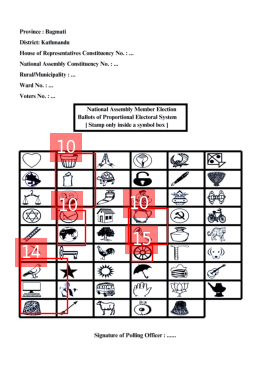 Province : Bagmati
District: Kathmandu
House of Representatives Constituency No. : ...
National Assembly Constituency No. : ...
Rural/Municipality : ...
Ward No. : ...
Voters No. : ...
National Assembly Member Election
Ballots of Proportional Electoral System
[ Stamp only inside a symbol box ]
10
10
10
15
14
Signature of Polling Officer : ......